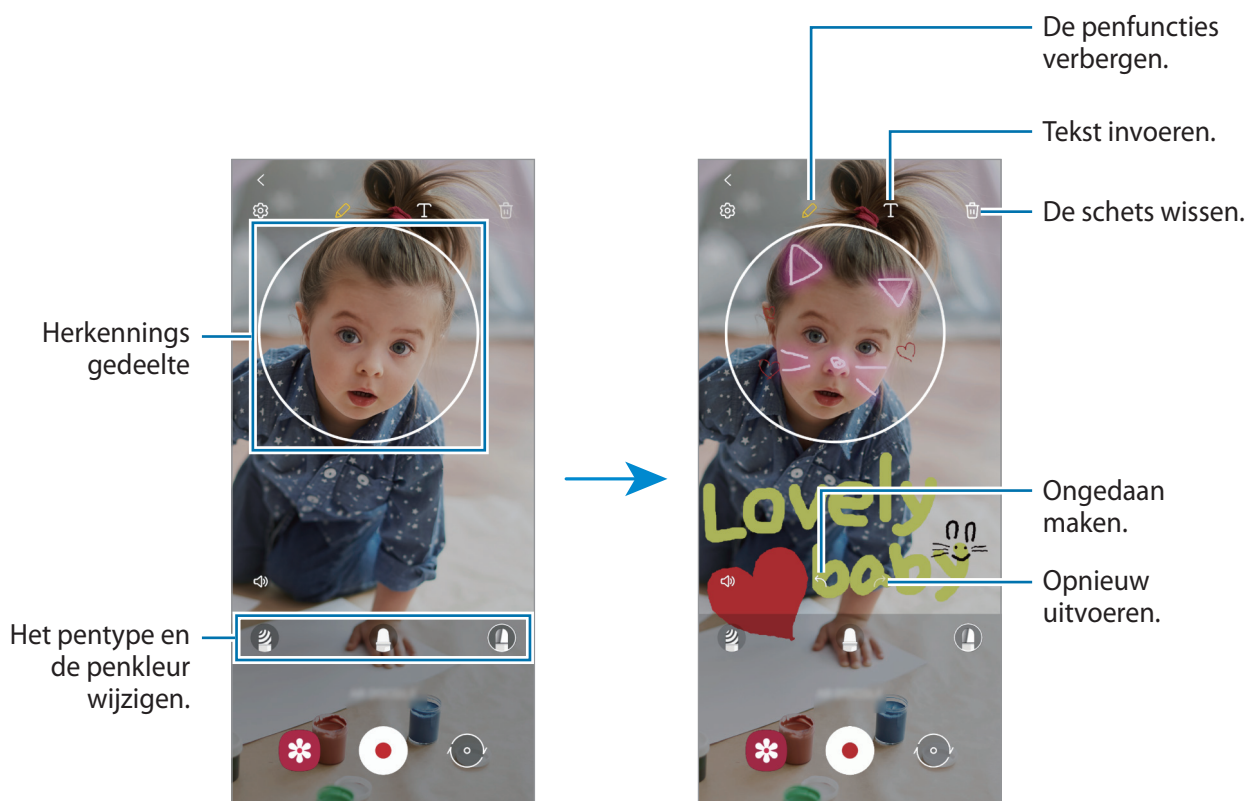 De penfuncties
verbergen.
Tekst invoeren.
De schets wissen.
T
T
Herkennings
gedeelte
Lovely
baby
Ongedaan
maken.
Opnieuw
uitvoeren.
Het pentype en
de penkleur
wijzigen.